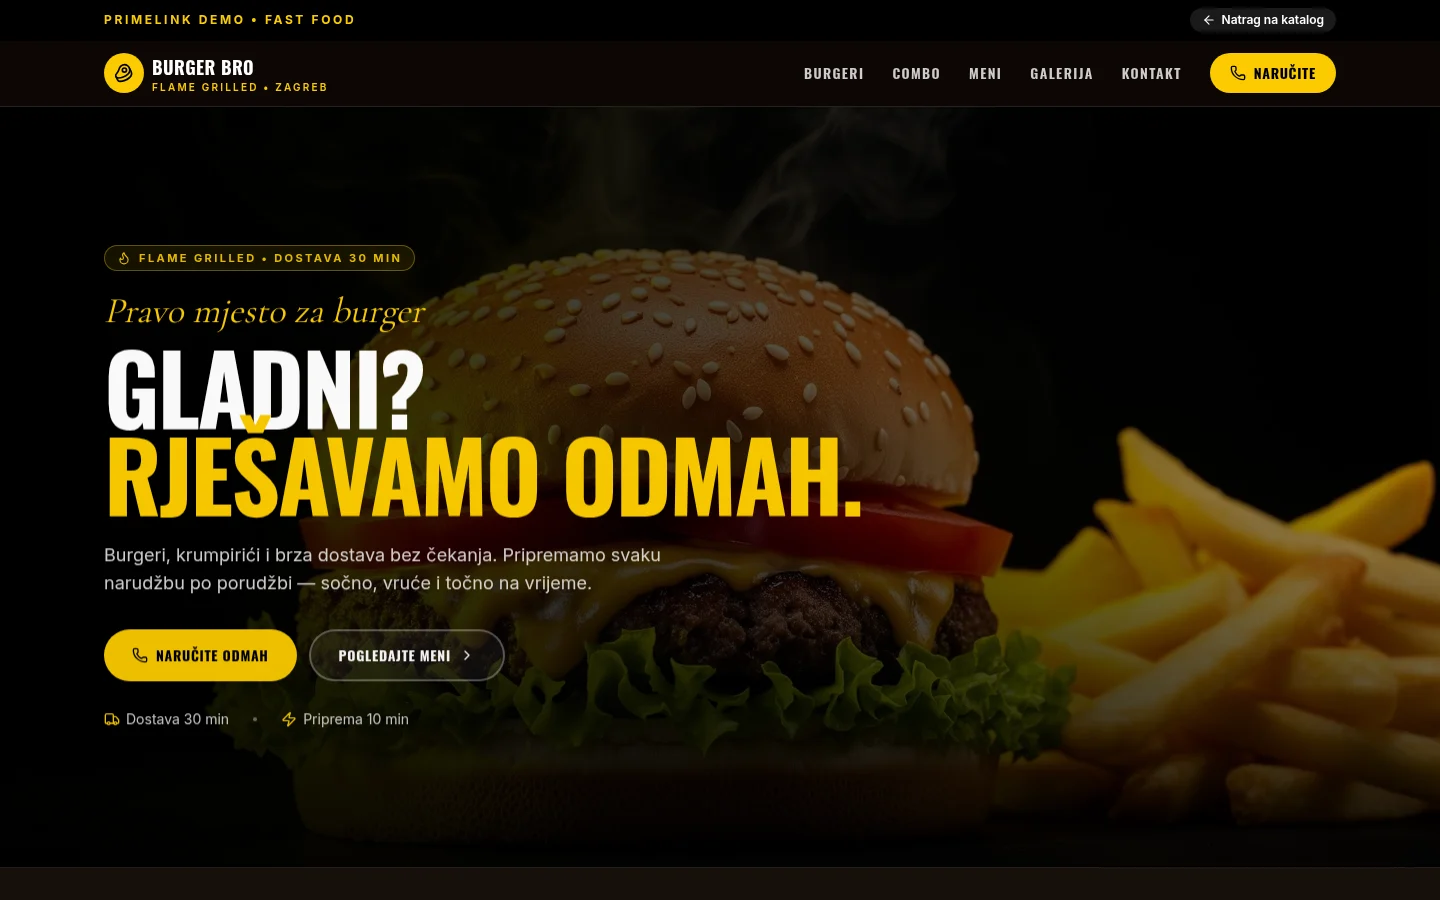 PRIMELINK DEMO • FAST FOOD
Natrag na katalog
BURGER BRO
FLAME GRILLED • ZAGREB
BURGERI
COMBO
MENI
GALERIJA
KONTAKT
NARUČITE
FLAME GRILLED • DOSTAVA 30 MIN
Pravo mjesto za burger
GLADNI?
RJEŠAVAMO ODMAH.
Burgeri, krumpirići i brza dostava bez čekanja. Pripremamo svaku
narudžbu po porudžbi — sočno, vruće i točno na vrijeme.
NARUČITE ODMAH
POGLEDAJTE MENI
Dostava 30 min • Priprema 10 min